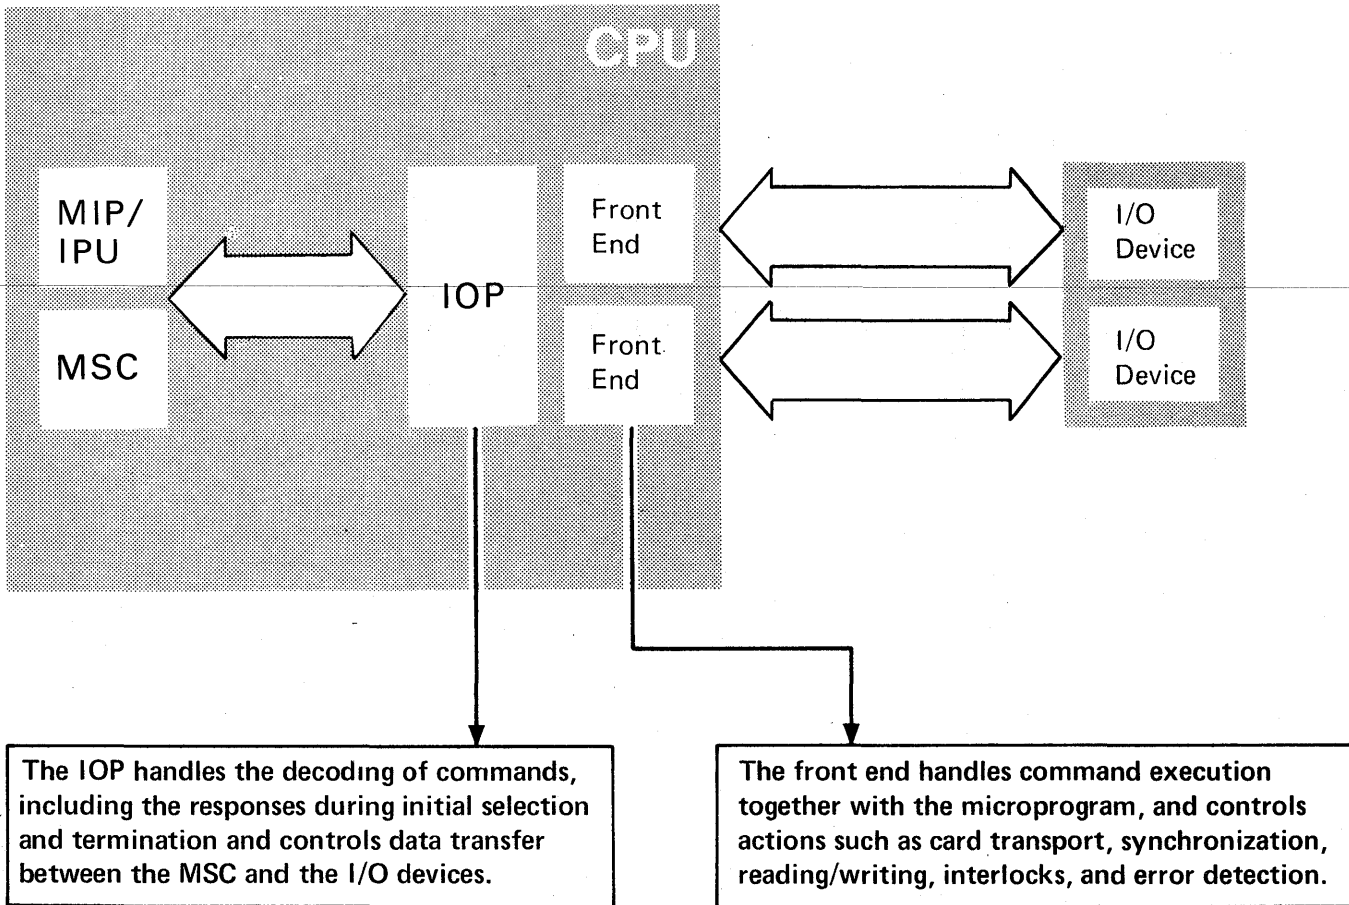 CPU
MIP/
IPU
MSC
IOP
Front
End
Front
End
I/O
Device
I/O
Device
The IOP handles the decoding of commands,
including the responses during initial selection
and termination and controls data transfer
between the MSC and the I/O devices.
The front end handles command execution
together with the microprogram, and controls
actions such as card transport, synchronization,
reading/writing, interlocks, and error detection.